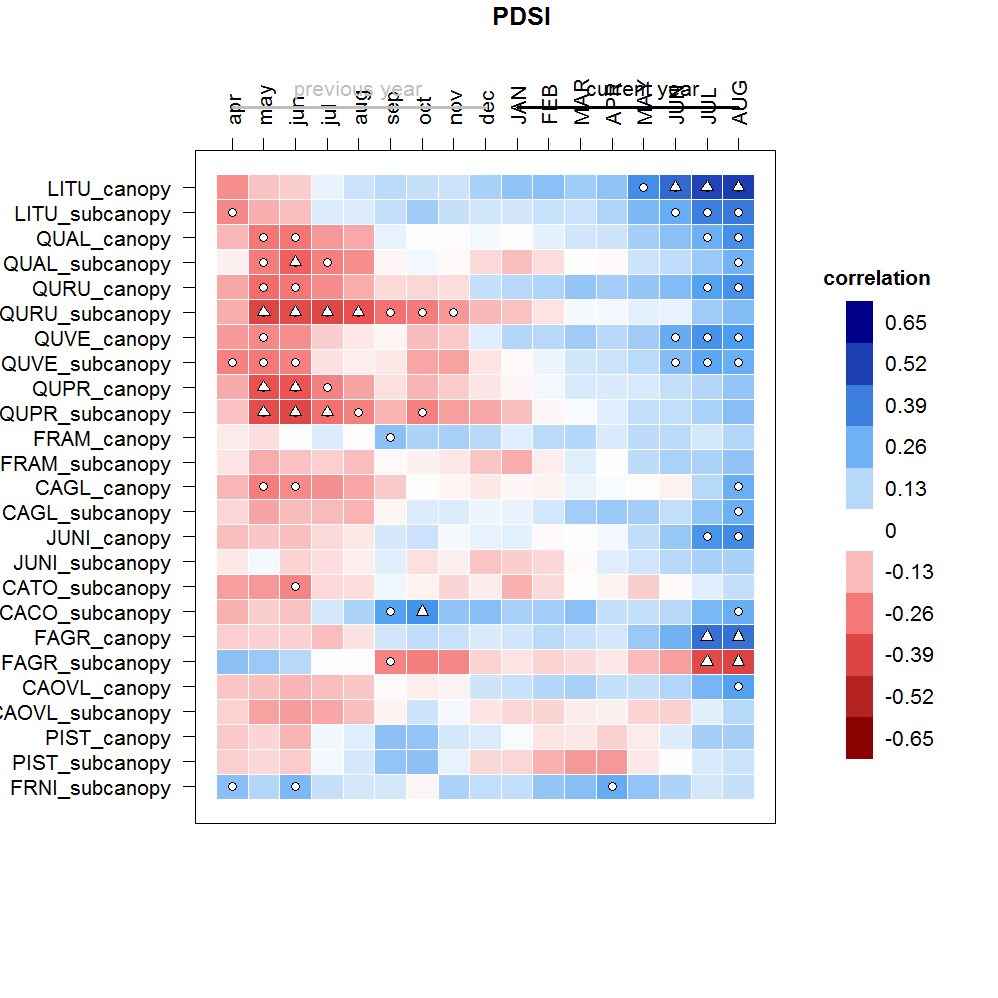 PDSI
previous year current year
apr may jun jul aug sep oct nov dec JAN FEB MAR APR MAY JUN JUL AUG
LITU_canopy
LITU_subcanopy
QUAL_canopy
QUAL_subcanopy
QURU_canopy
QURU_subcanopy
QUVE_canopy
QUVE_subcanopy
QUPR_canopy
QUPR_subcanopy
FRAM_canopy
FRAM_subcanopy
CAGL_canopy
CAGL_subcanopy
JUNI_canopy
JUNI_subcanopy
CATO_subcanopy
CACO_subcanopy
FAGR_canopy
FAGR_subcanopy
CAOVL_canopy
CAOVL_subcanopy
PIST_canopy
PIST_subcanopy
FRNI_subcanopy
correlation
0.65
0.52
0.39
0.26
0.13
0
-0.13
-0.26
-0.39
-0.52
-0.65